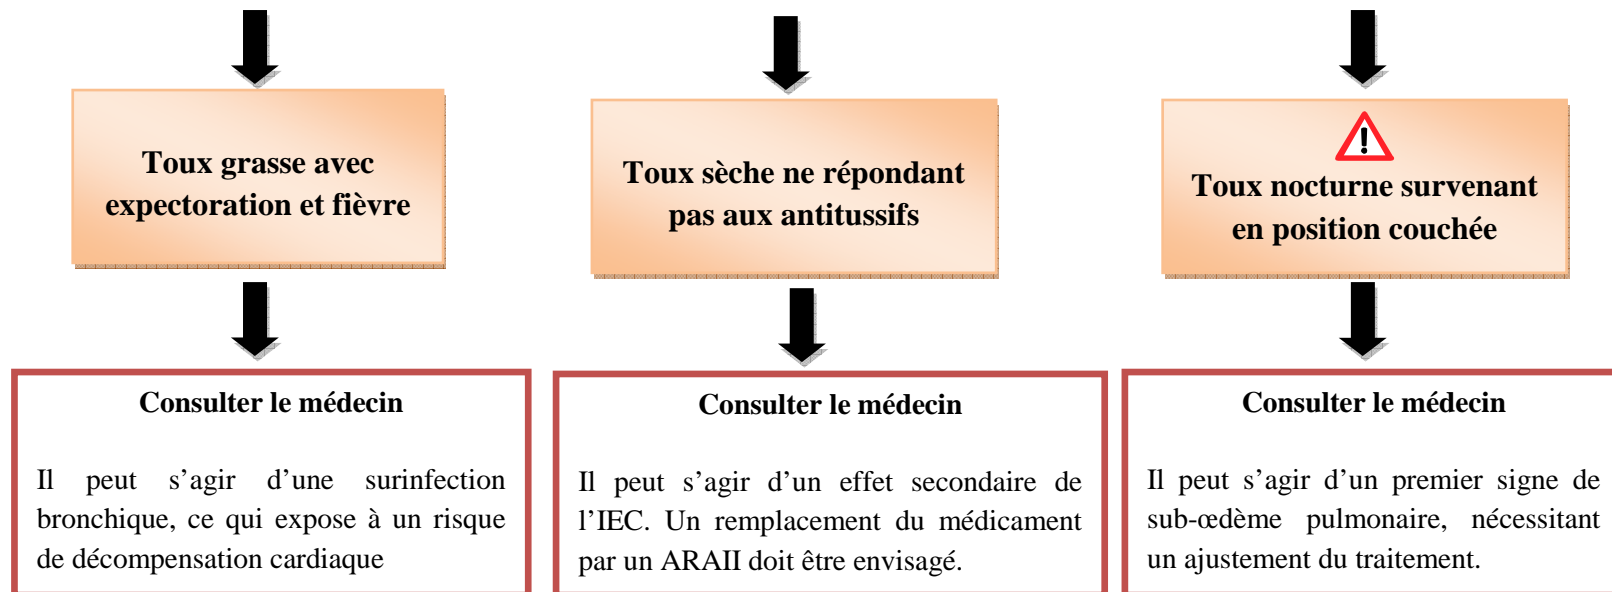 Toux grasse avec
expectoration et fièvre
Toux sèche ne répondant
pas aux antitussifs
Toux nocturne survenant
en position couchée
Consulter le médecin
Il peut s’agir d’une surinfection
bronchique, ce qui expose à un risque
de décompensation cardiaque
Consulter le médecin
Il peut s’agir d’un effet secondaire de
l’IEC. Un remplacement du médicament
par un ARAII doit être envisagé.
Consulter le médecin
Il peut s’agir d’un premier signe de
sub-œdème pulmonaire, nécessitant
un ajustement du traitement.